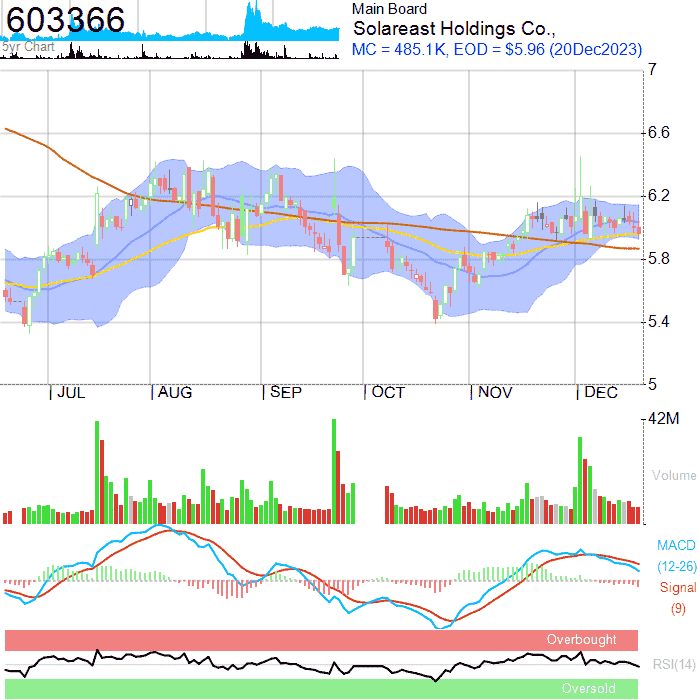 603366
5yr Chart
Main Board
Solareast Holdings Co.,
MC = 485.1K, EOD = $5.96 (20Dec2023)
7
6.6
6.2
5.8
5.4
5
JUL AUG SEP OCT NOV DEC
42M
Volume
MACD
(12-26)
Signal
(9)
Overbought
RSI(14)
Oversold